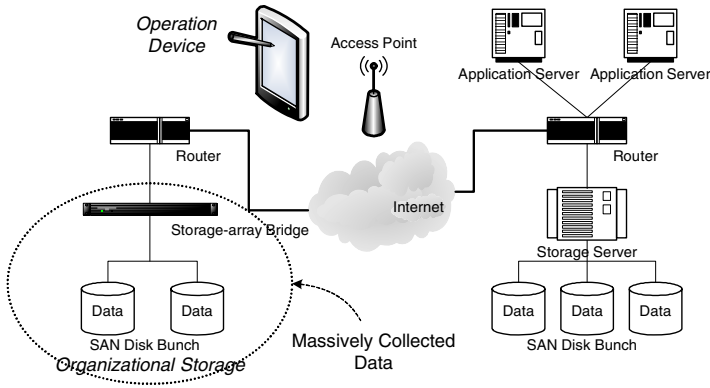 Operation
Device
Access Point
Application Server
Application Server
Router
Router
Internet
Storage-array Bridge
Storage Server
Data
Data
Data
Data
Data
SAN Disk Bunch
SAN Disk Bunch
Organizational Storage
Massively Collected
Data